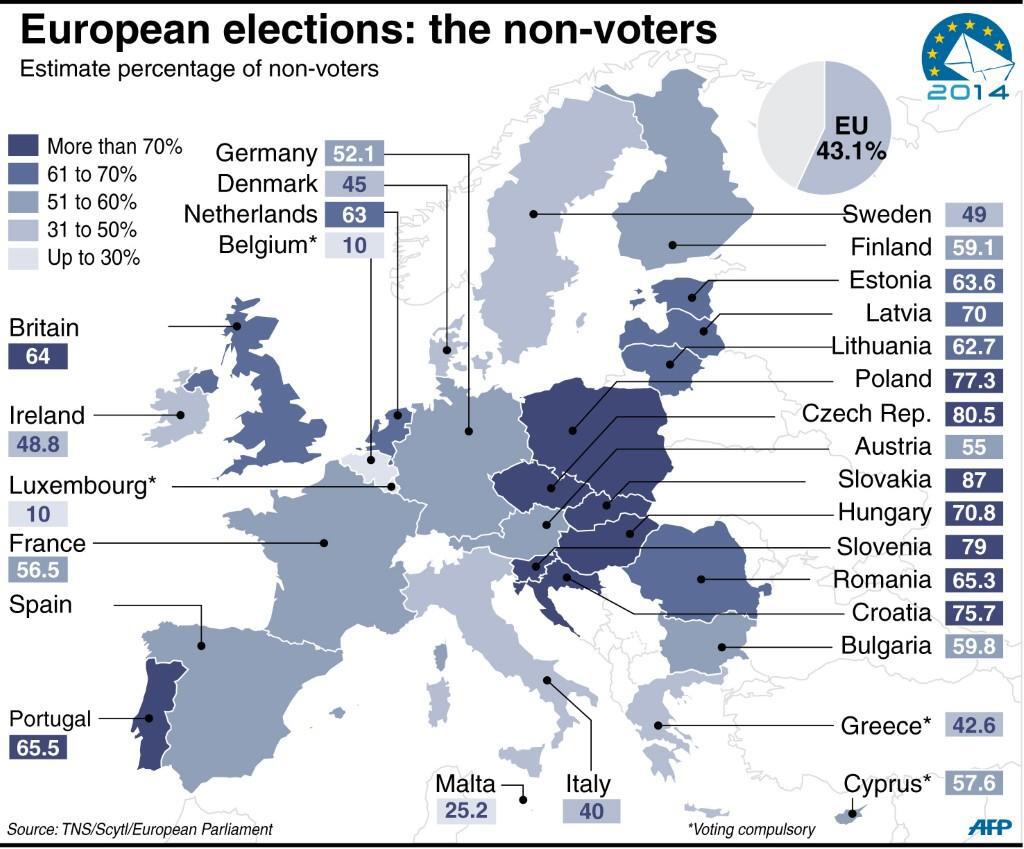 European elections: the non-voters
Estimate percentage of non-voters
2014
EU
43.1%
More than 70%
61 to 70%
51 to 60%
31 to 50%
Up to 30%
Germany 52.1
Denmark 45
Netherlands 63
Belgium* 10
Britain
64
Ireland
48.8
Luxembourg*
10
France
56.5
Spain
Portugal
65.5
Sweden 49
Finland 59.1
Estonia 63.6
Latvia 70
Lithuania 62.7
Poland 77.3
Czech Rep. 80.5
Austria 55
Slovakia 87
Hungary 70.8
Slovenia 79
Romania 65.3
Croatia 75.7
Bulgaria 59.8
Greece* 42.6
Cyprus* 57.6
Malta
25.2
Italy
40
Source: TNS/Scytl/European Parliament
*Voting compulsory
AFP